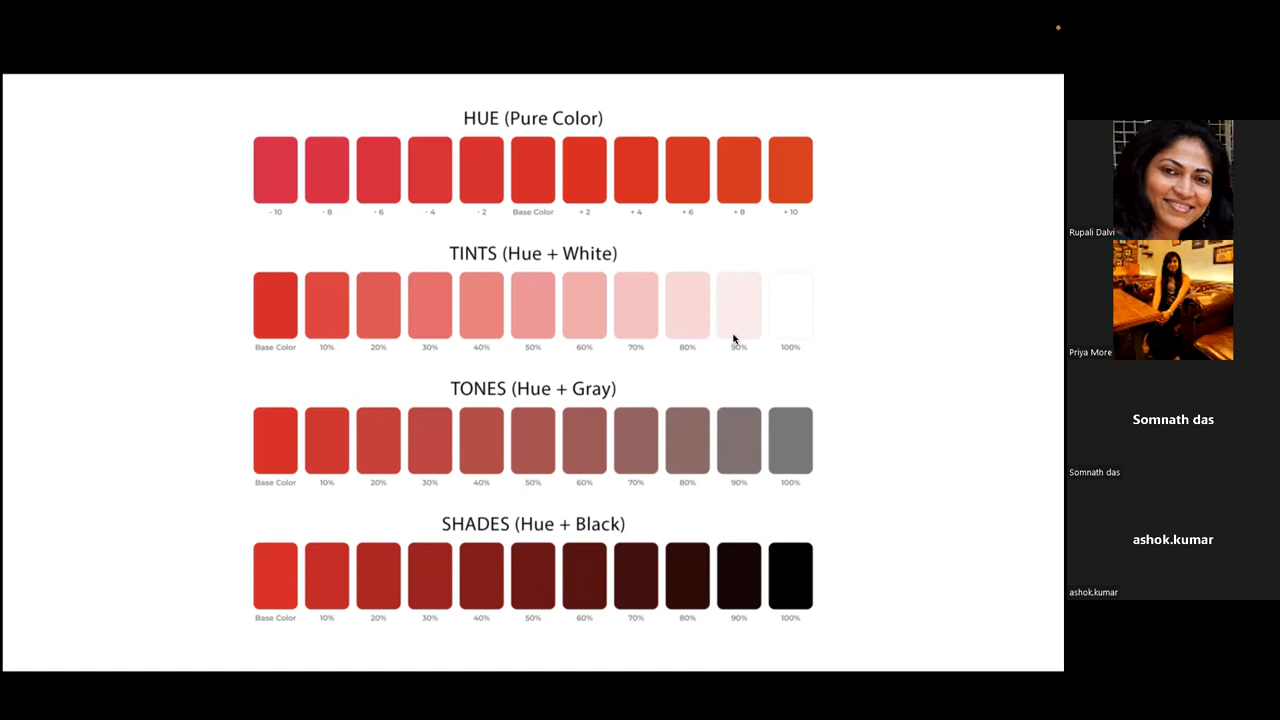 HUE (Pure Color)
- 10 - 8 - 6 - 4 - 2 Base Color + 2 + 4 + 6 + 8 + 10
TINTS (Hue + White)
Base Color 10% 20% 30% 40% 50% 60% 70% 80% 90% 100%
TONES (Hue + Gray)
Base Color 10% 20% 30% 40% 50% 60% 70% 80% 90% 100%
SHADES (Hue + Black)
Base Color 10% 20% 30% 40% 50% 60% 70% 80% 90% 100%
Rupali Dalvi
Priya More
Somnath das
Somnath das
ashok.kumar
ashok.kumar